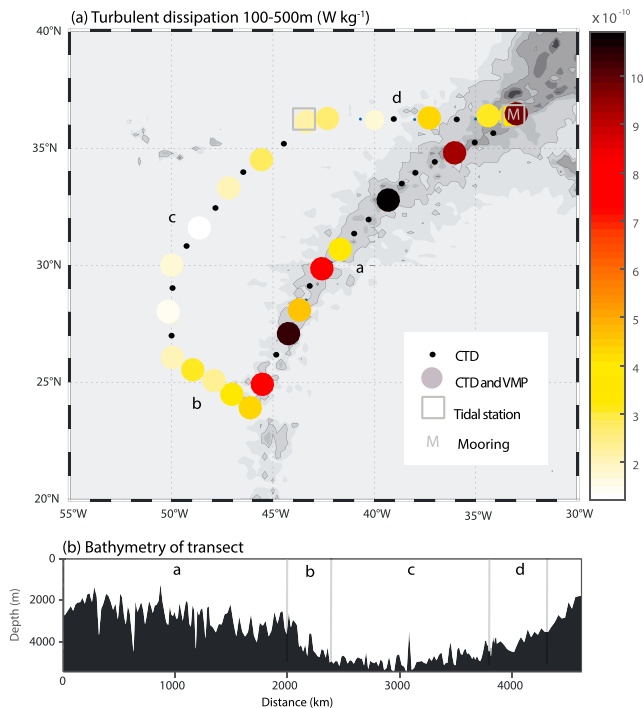 (a) Turbulent dissipation 100-500m (W kg⁻¹)
x 10⁻¹⁰
40°N
35°N
30°N
25°N
20°N
55°W
50°W
45°W
40°W
35°W
30°W
10
9
8
7
6
5
4
3
2
d
M
c
a
b
CTD
CTD and VMP
Tidal station
M Mooring
(b) Bathymetry of transect
a b c d
Depth (m)
0
2000
4000
0 1000 2000 3000 4000
Distance (km)